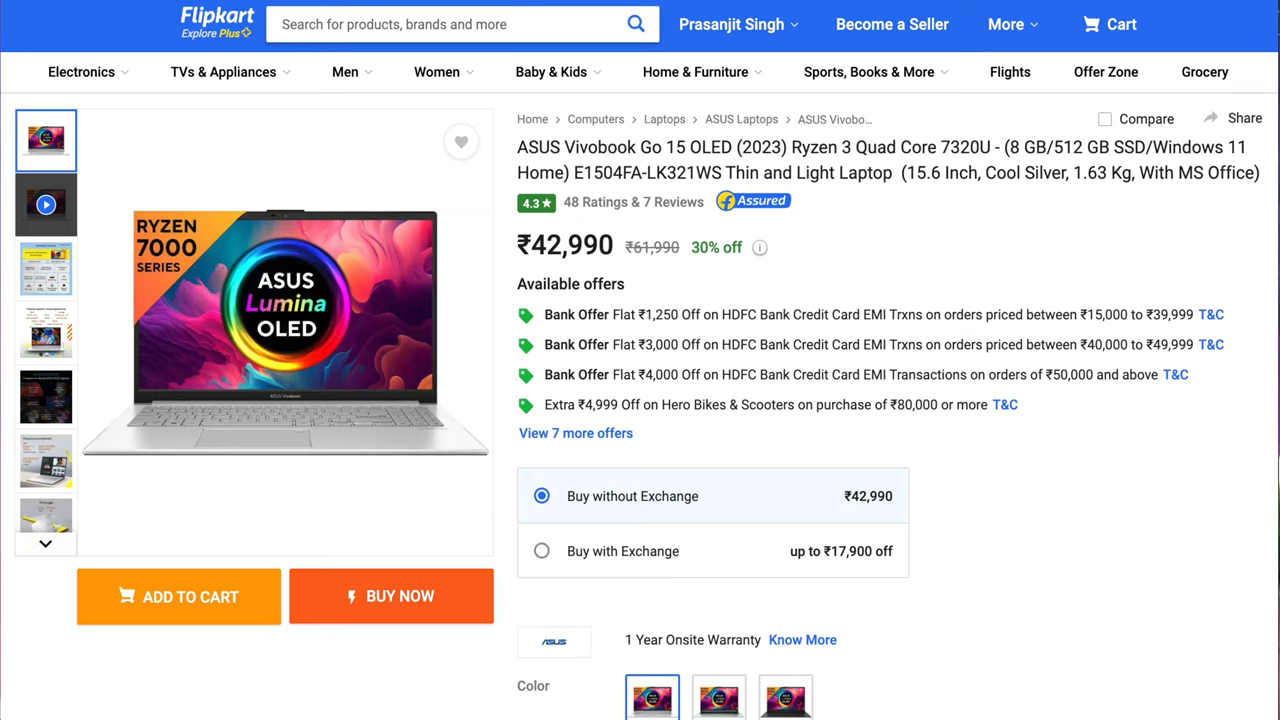 Flipkart
Explore Plus
Search for products, brands and more
Prasanjit Singh
Become a Seller
More
Cart
Electronics
TVs & Appliances
Men
Women
Baby & Kids
Home & Furniture
Sports, Books & More
Flights
Offer Zone
Grocery
Home
Computers
Laptops
ASUS Laptops
ASUS Vivobo...
Compare
Share
ASUS Vivobook Go 15 OLED (2023) Ryzen 3 Quad Core 7320U - (8 GB/512 GB SSD/Windows 11
Home) E1504FA-LK321WS Thin and Light Laptop (15.6 Inch, Cool Silver, 1.63 Kg, With MS Office)
4.3 ★ 48 Ratings & 7 Reviews
Assured
₹42,990 ₹61,990 30% off
RYZEN
7000
SERIES
ASUS
Lumina
OLED
ASUS Vivobook
Available offers
Bank Offer Flat ₹1,250 Off on HDFC Bank Credit Card EMI Trxns on orders priced between ₹15,000 to ₹39,999 T&C
Bank Offer Flat ₹3,000 Off on HDFC Bank Credit Card EMI Trxns on orders priced between ₹40,000 to ₹49,999 T&C
Bank Offer Flat ₹4,000 Off on HDFC Bank Credit Card EMI Transactions on orders of ₹50,000 and above T&C
Extra ₹4,999 Off on Hero Bikes & Scooters on purchase of ₹80,000 or more T&C
View 7 more offers
Buy without Exchange ₹42,990
Buy with Exchange up to ₹17,900 off
ADD TO CART
BUY NOW
ASUS
1 Year Onsite Warranty Know More
Color